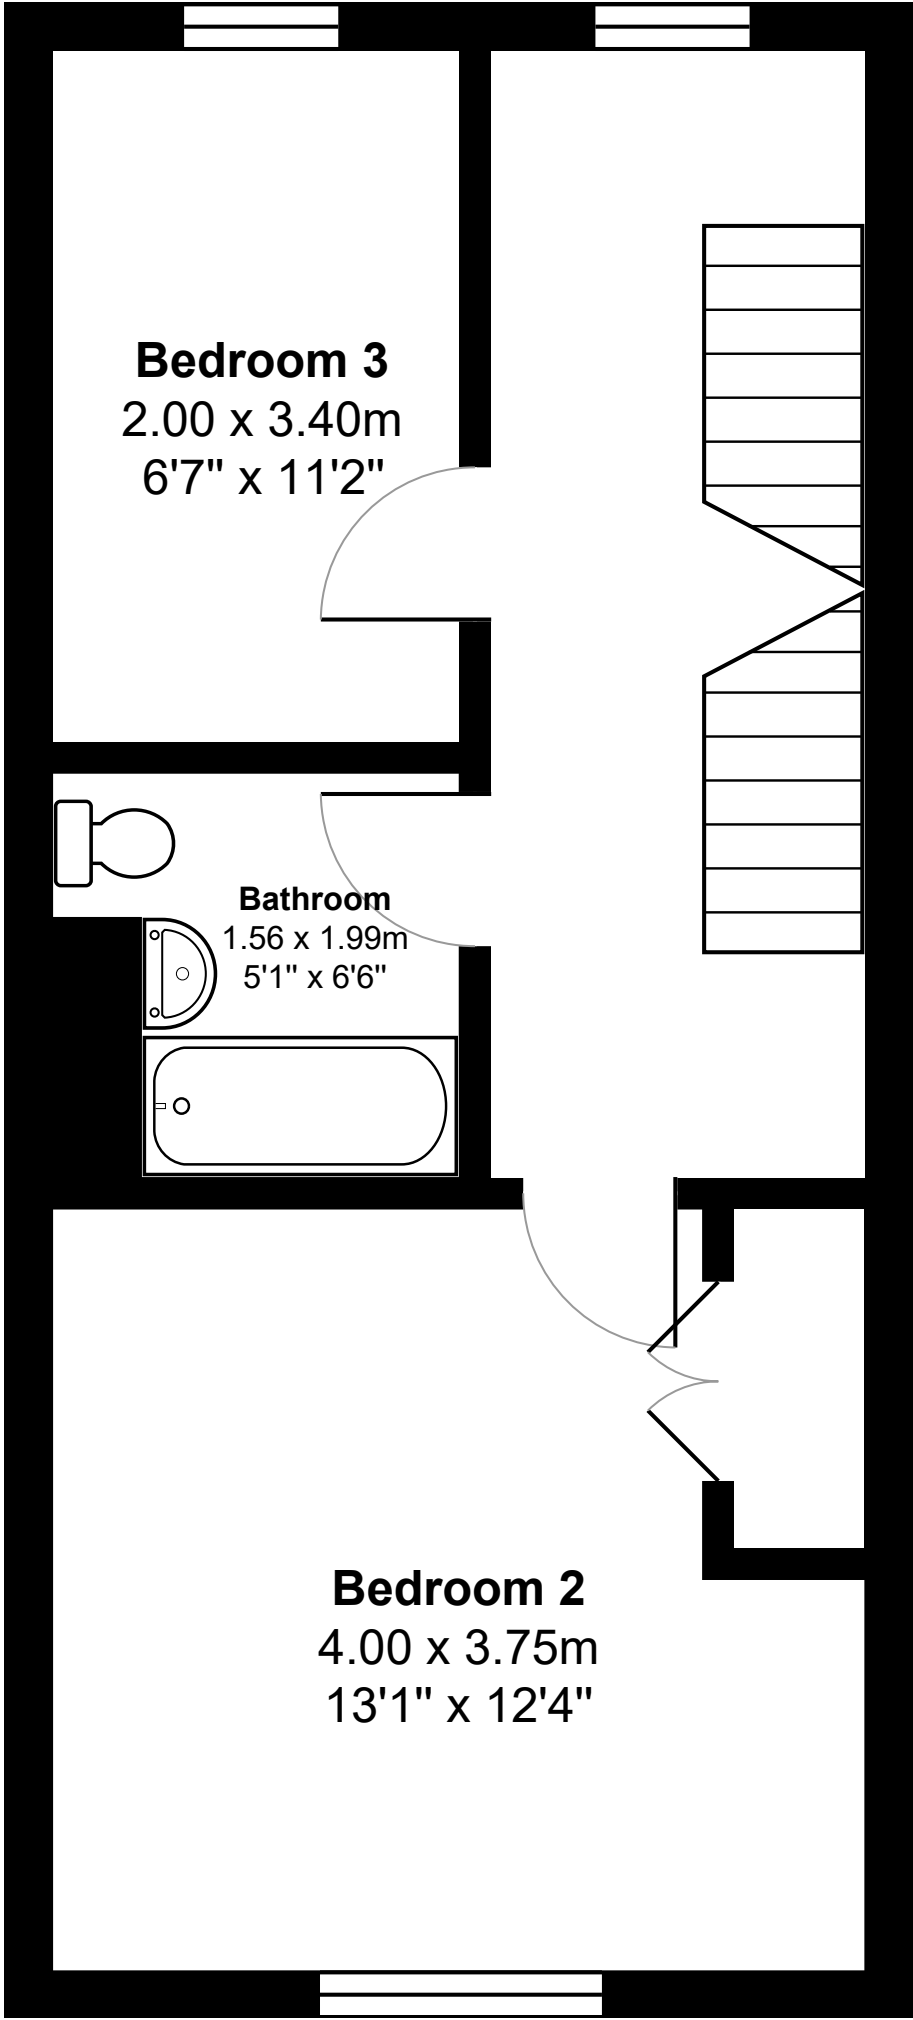 Bedroom 3
2.00 x 3.40m
6'7" x 11'2"
Bathroom
1.56 x 1.99m
5'1" x 6'6"
Bedroom 2
4.00 x 3.75m
13'1" x 12'4"